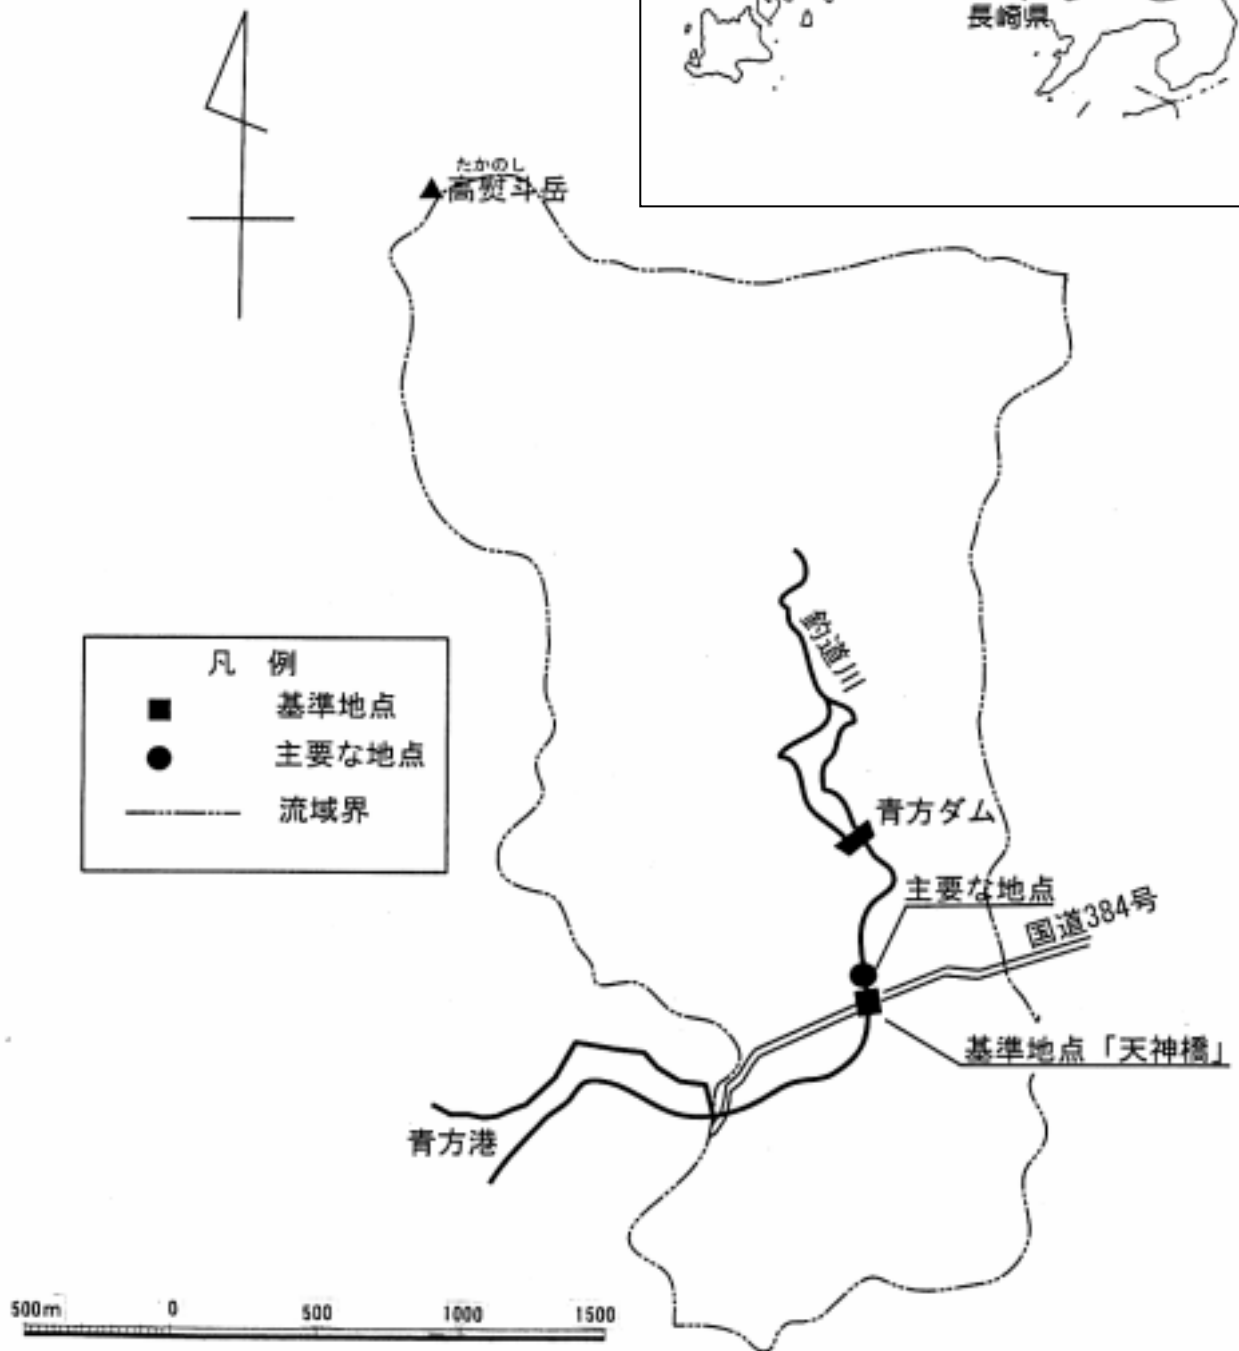 長崎県
たかのし
▲高熨斗岳
釣道川
凡 例
基準地点
主要な地点
流域界
青方ダム
主要な地点
国道384号
基準地点「天神橋」
青方港
500m 0 500 1000 1500